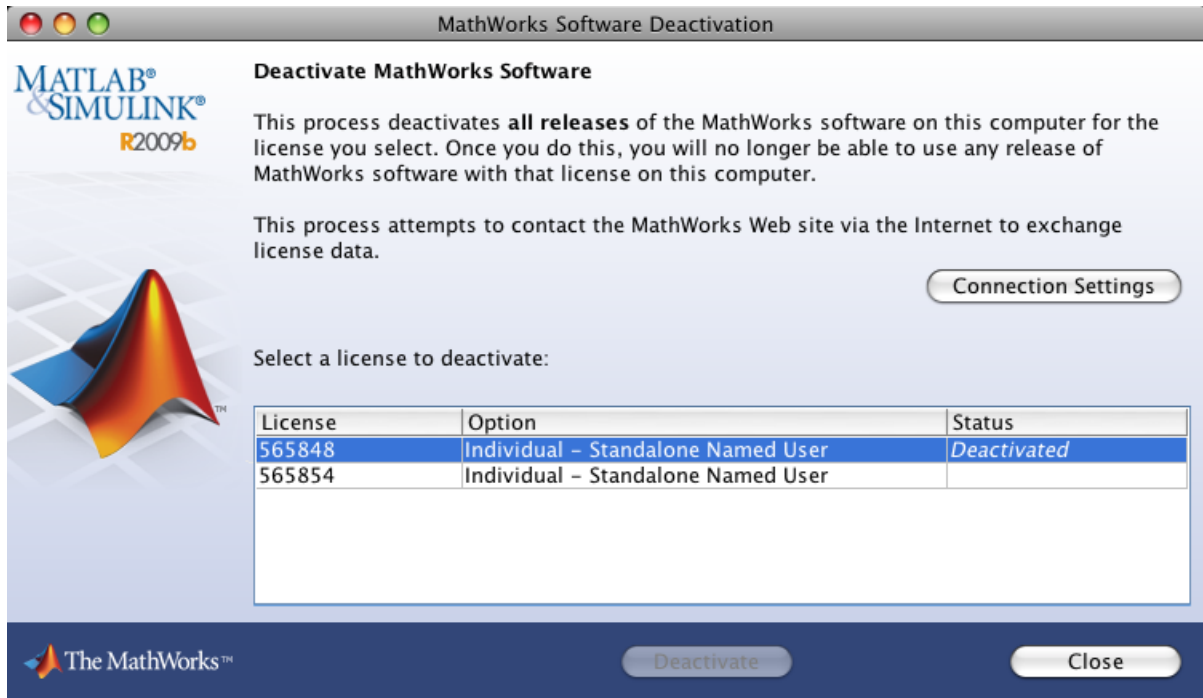 MathWorks Software Deactivation
MATLAB®
&SIMULINK®
R2009b
Deactivate MathWorks Software
This process deactivates all releases of the MathWorks software on this computer for the
license you select. Once you do this, you will no longer be able to use any release of
MathWorks software with that license on this computer.
This process attempts to contact the MathWorks Web site via the Internet to exchange
license data.
Connection Settings
Select a license to deactivate:
TM
License Option Status
565848 Individual – Standalone Named User Deactivated
565854 Individual – Standalone Named User
The MathWorks™ Deactivate Close